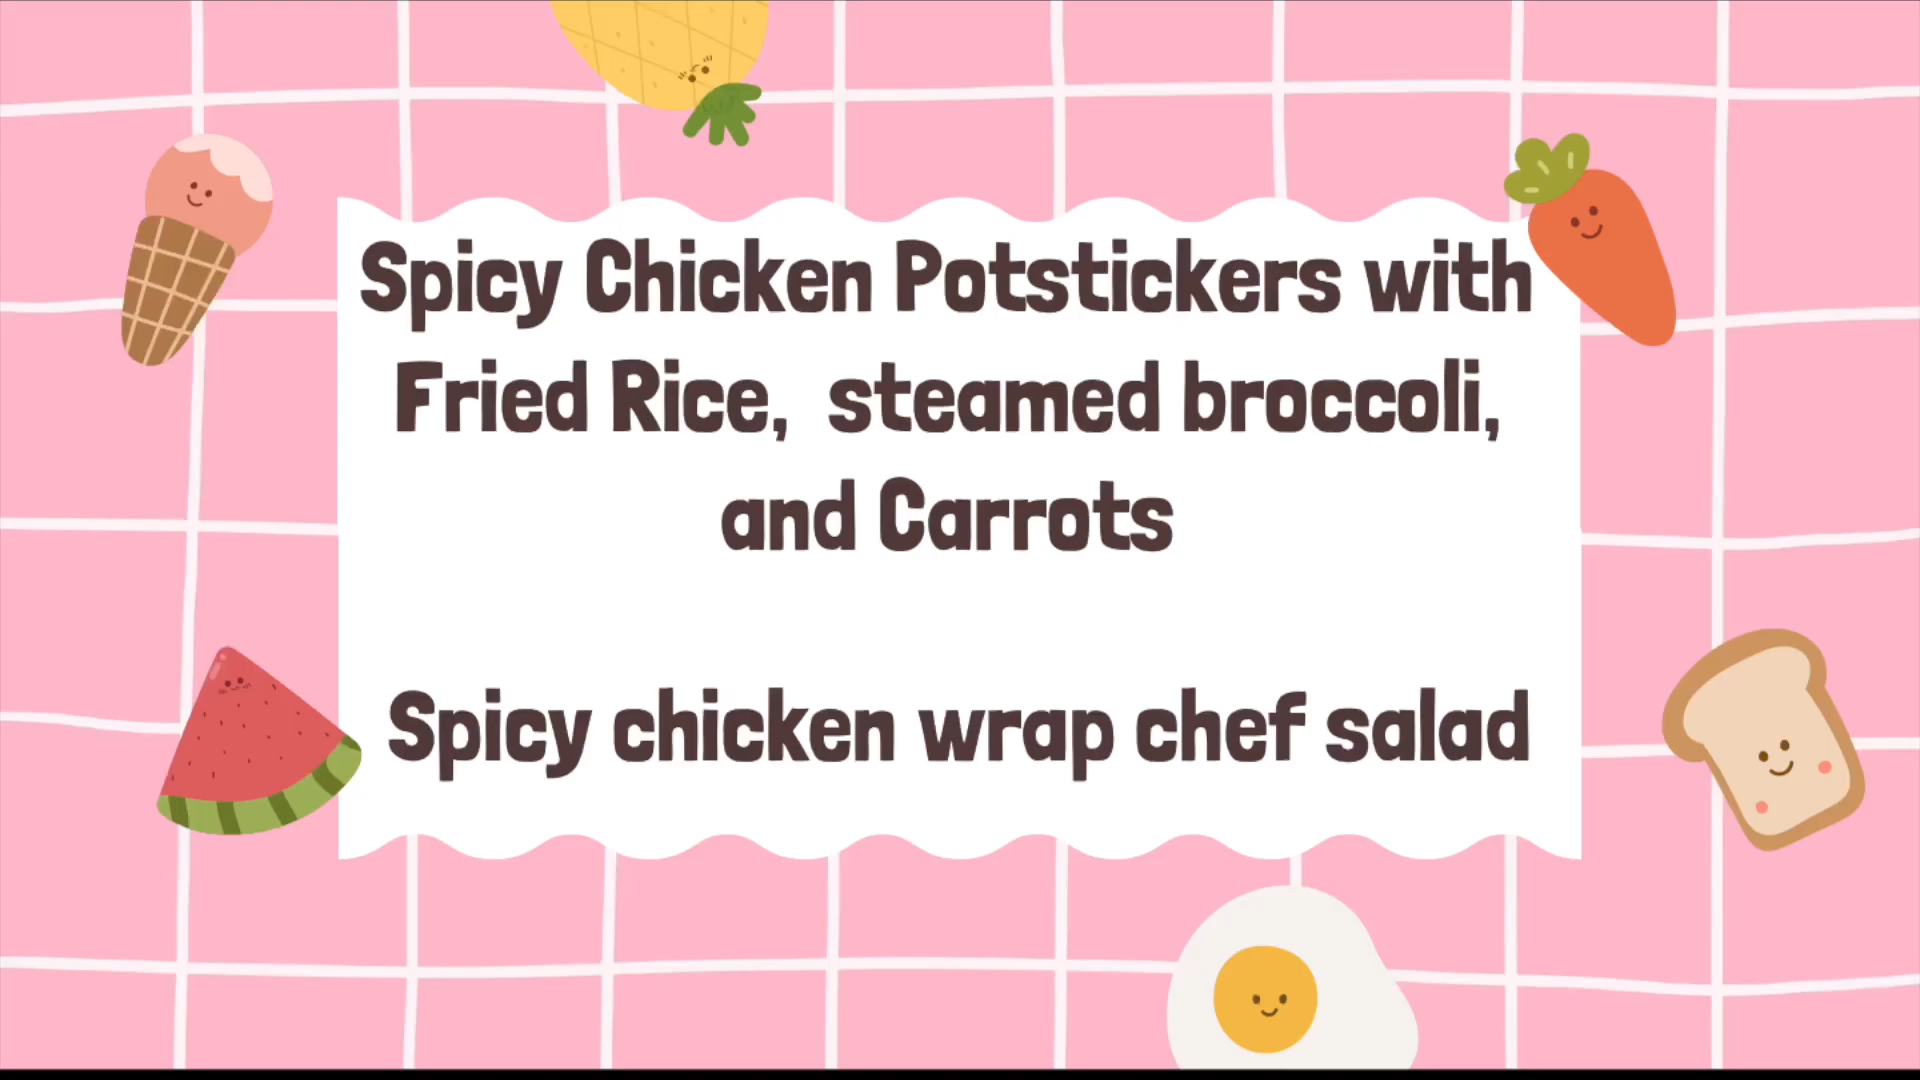 Spicy Chicken Potstickers with
Fried Rice,  steamed broccoli,
and Carrots
Spicy chicken wrap chef salad